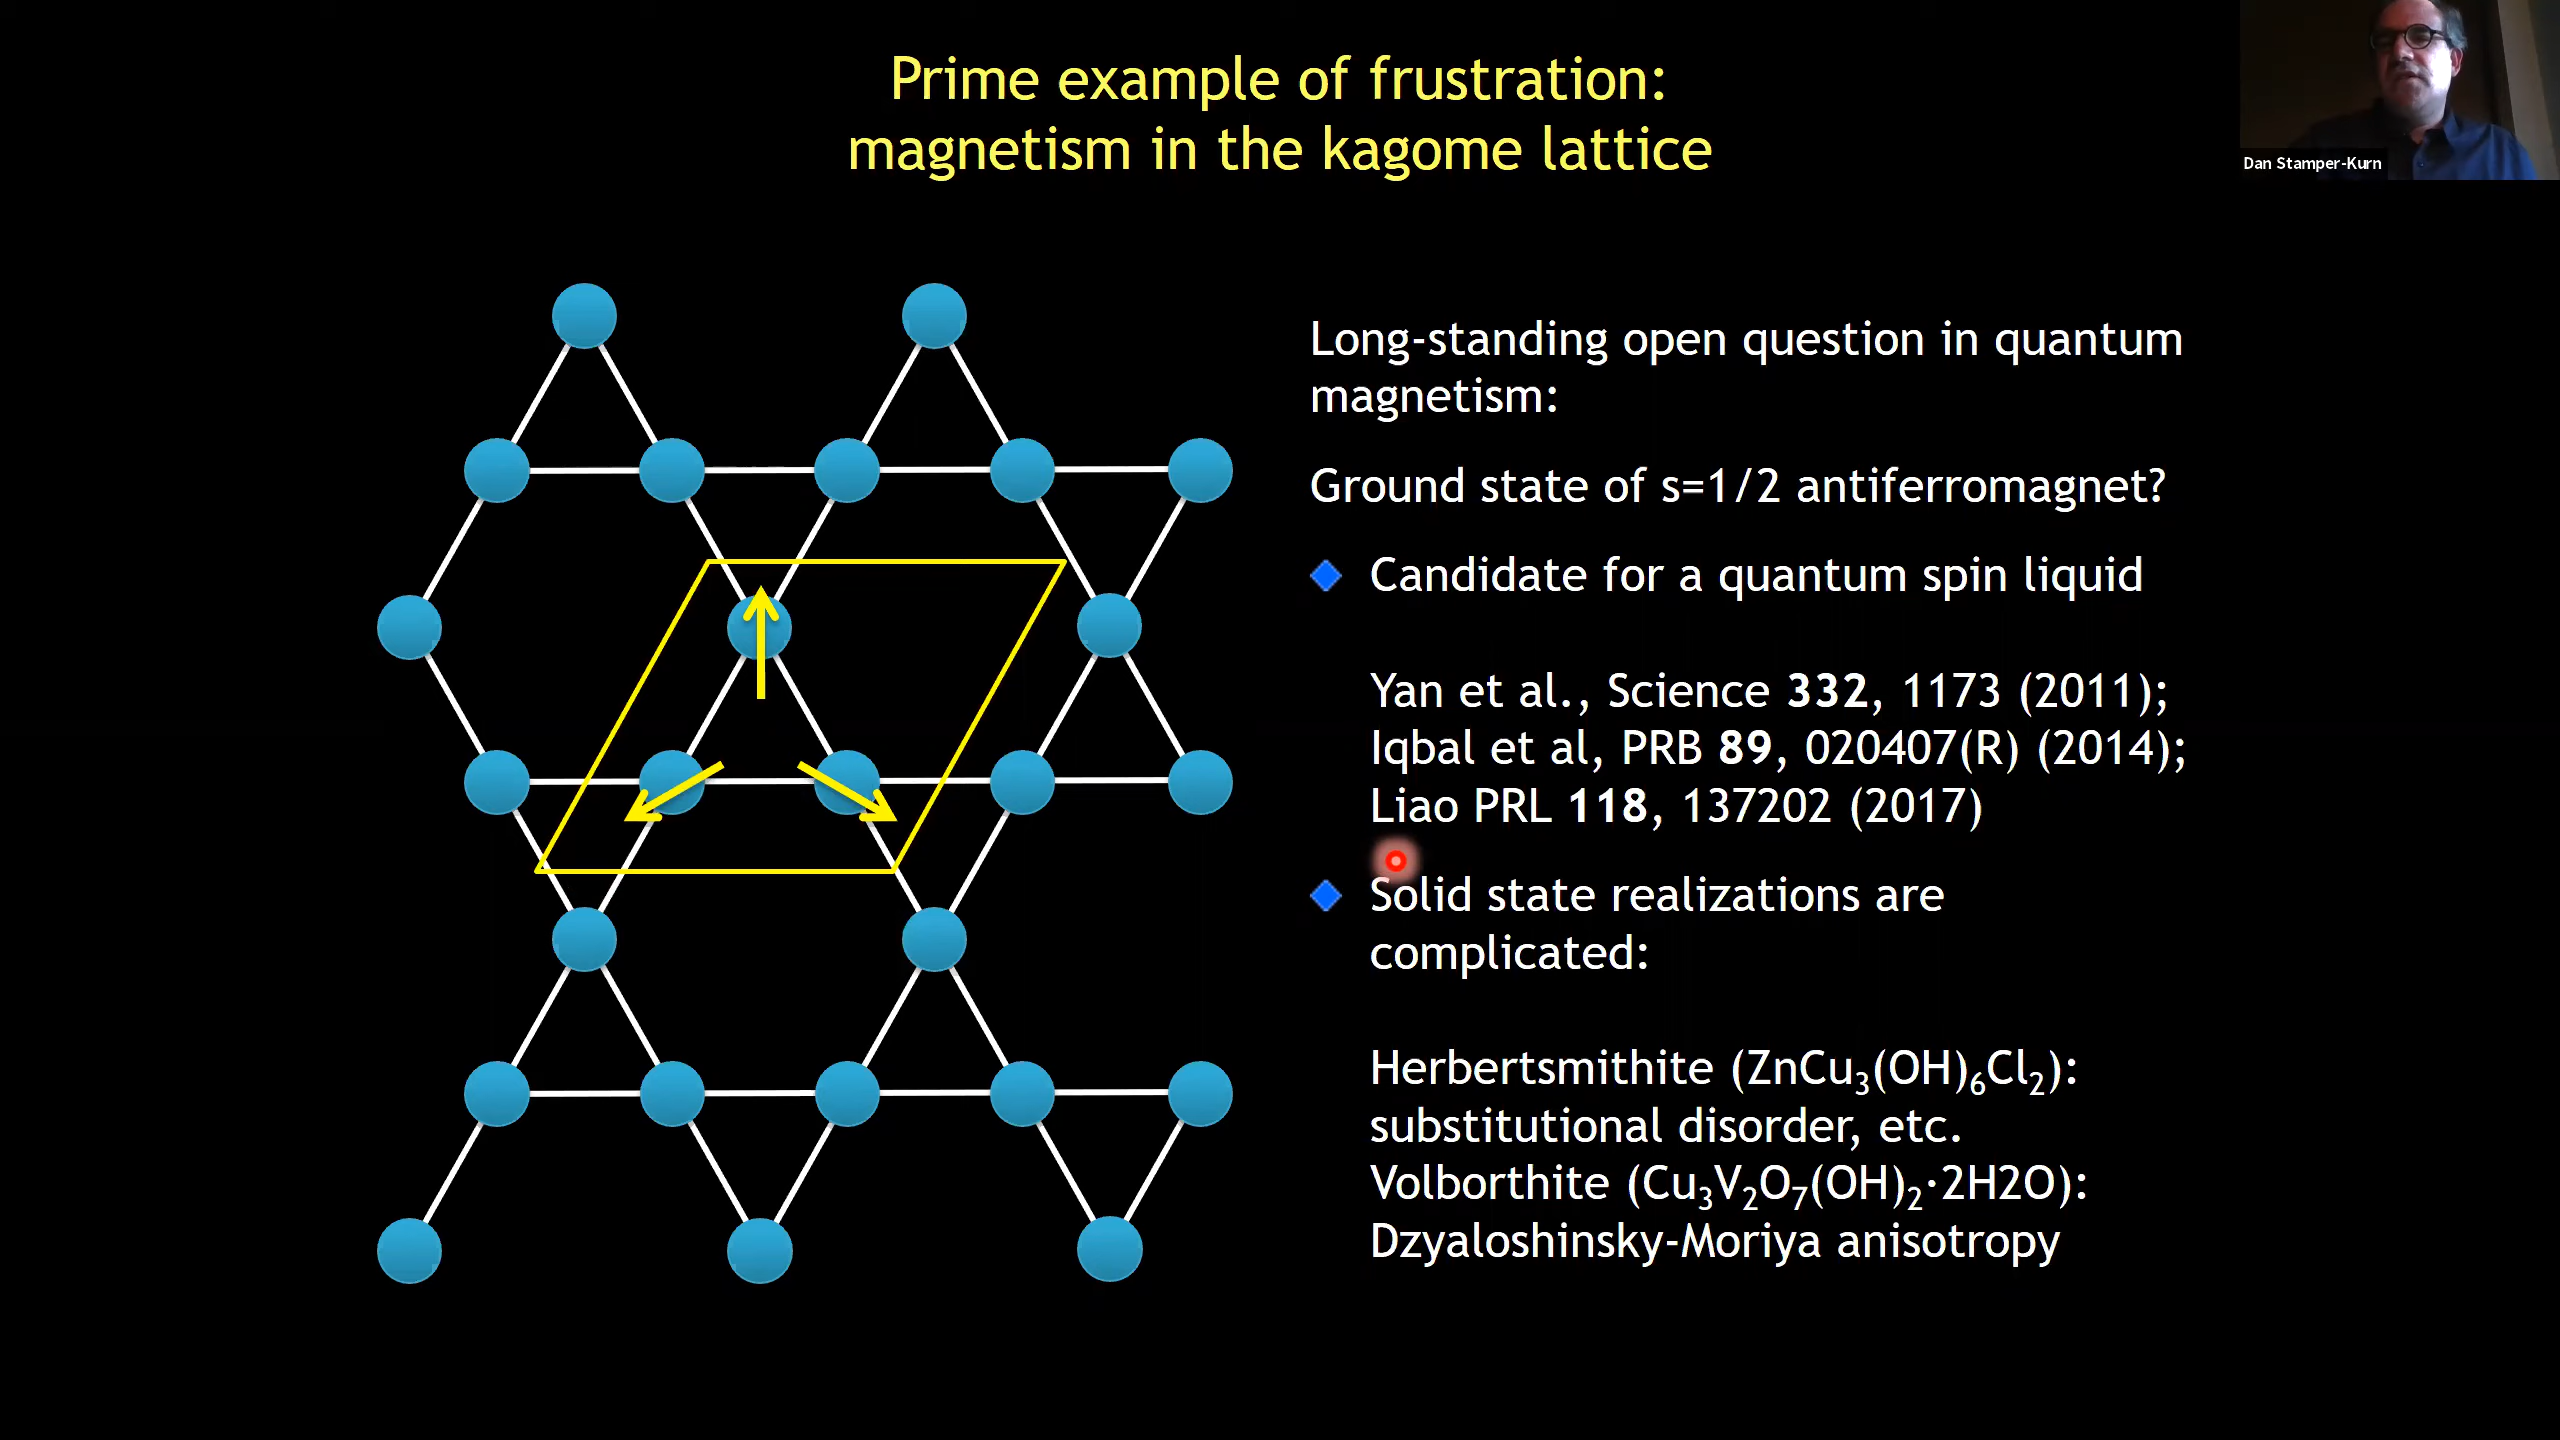 Prime example of frustration:
magnetism in the kagome lattice
Dan Stamper-Kurn
Long-standing open question in quantum
magnetism:
Ground state of s=1/2 antiferromagnet?
Candidate for a quantum spin liquid
Yan et al., Science 332, 1173 (2011);
Iqbal et al, PRB 89, 020407(R) (2014);
Liao PRL 118, 137202 (2017)
Solid state realizations are
complicated:
Herbertsmithite (ZnCu₃(OH)₆Cl₂):
substitutional disorder, etc.
Volborthite (Cu₃V₂O₇(OH)₂·2H2O):
Dzyaloshinsky-Moriya anisotropy